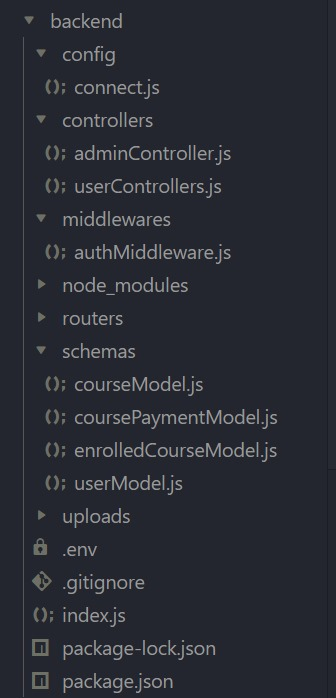 backend
config
connect.js
controllers
adminController.js
userControllers.js
middlewares
authMiddleware.js
node_modules
routers
schemas
courseModel.js
coursePaymentModel.js
enrolledCourseModel.js
userModel.js
uploads
.env
.gitignore
index.js
package-lock.json
package.json